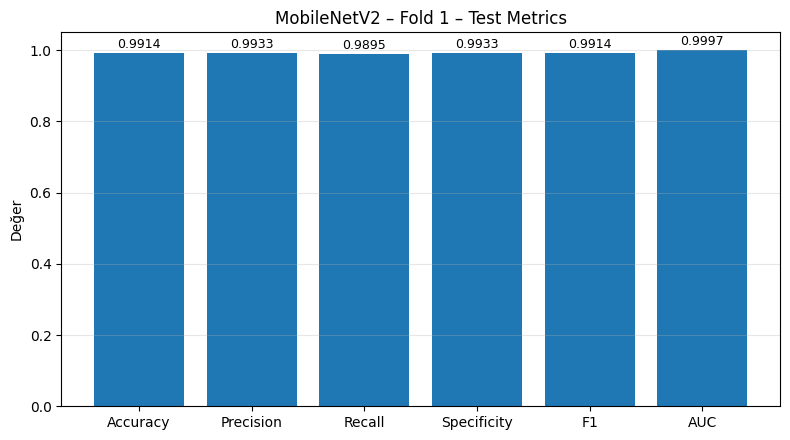 MobileNetV2 – Fold 1 – Test Metrics
0.9914 0.9933 0.9895 0.9933 0.9914 0.9997
Değer
1.0
0.8
0.6
0.4
0.2
0.0
Accuracy Precision Recall Specificity F1 AUC